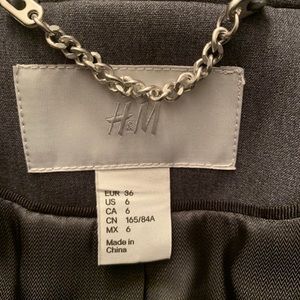 H&M
EUR 36
US 6
CA 6
CN 165/84A
MX 6
Made in
China